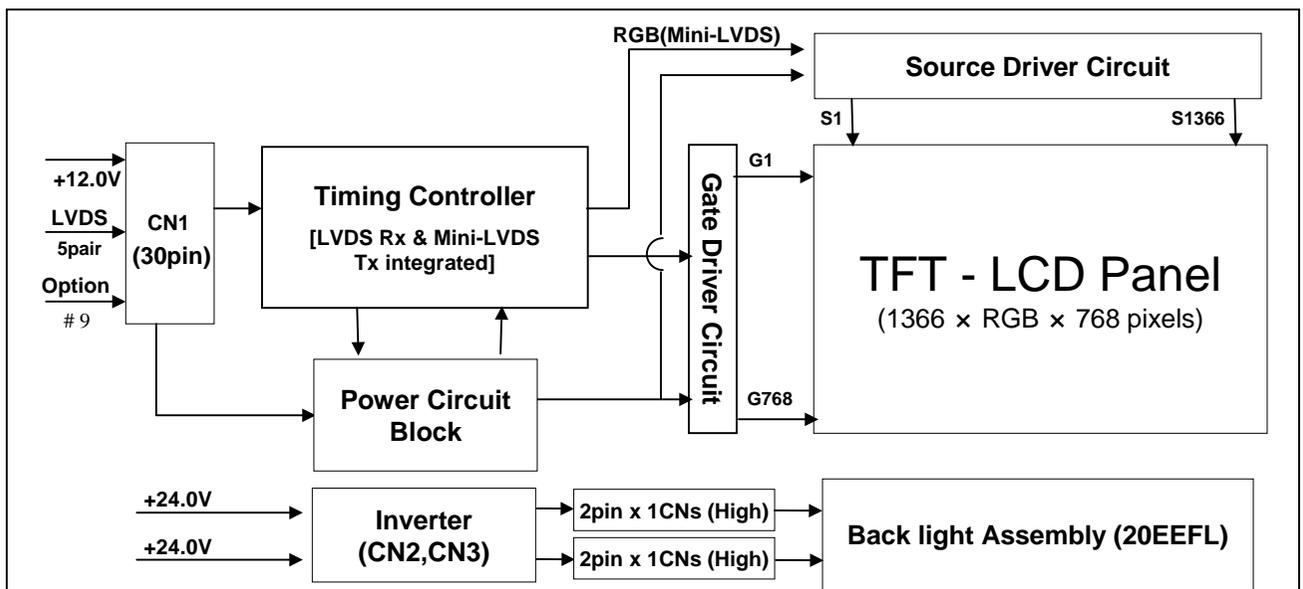 RGB(Mini-LVDS)
Source Driver Circuit
S1
S1366
+12.0V
LVDS
5pair
Option
# 9
CN1
(30pin)
Timing Controller
[LVDS Rx & Mini-LVDS
Tx integrated]
Gate Driver Circuit
G1
G768
TFT - LCD Panel
(1366 × RGB × 768 pixels)
Power Circuit
Block
+24.0V
+24.0V
Inverter
(CN2,CN3)
2pin x 1CNs (High)
2pin x 1CNs (High)
Back light Assembly (20EEFL)